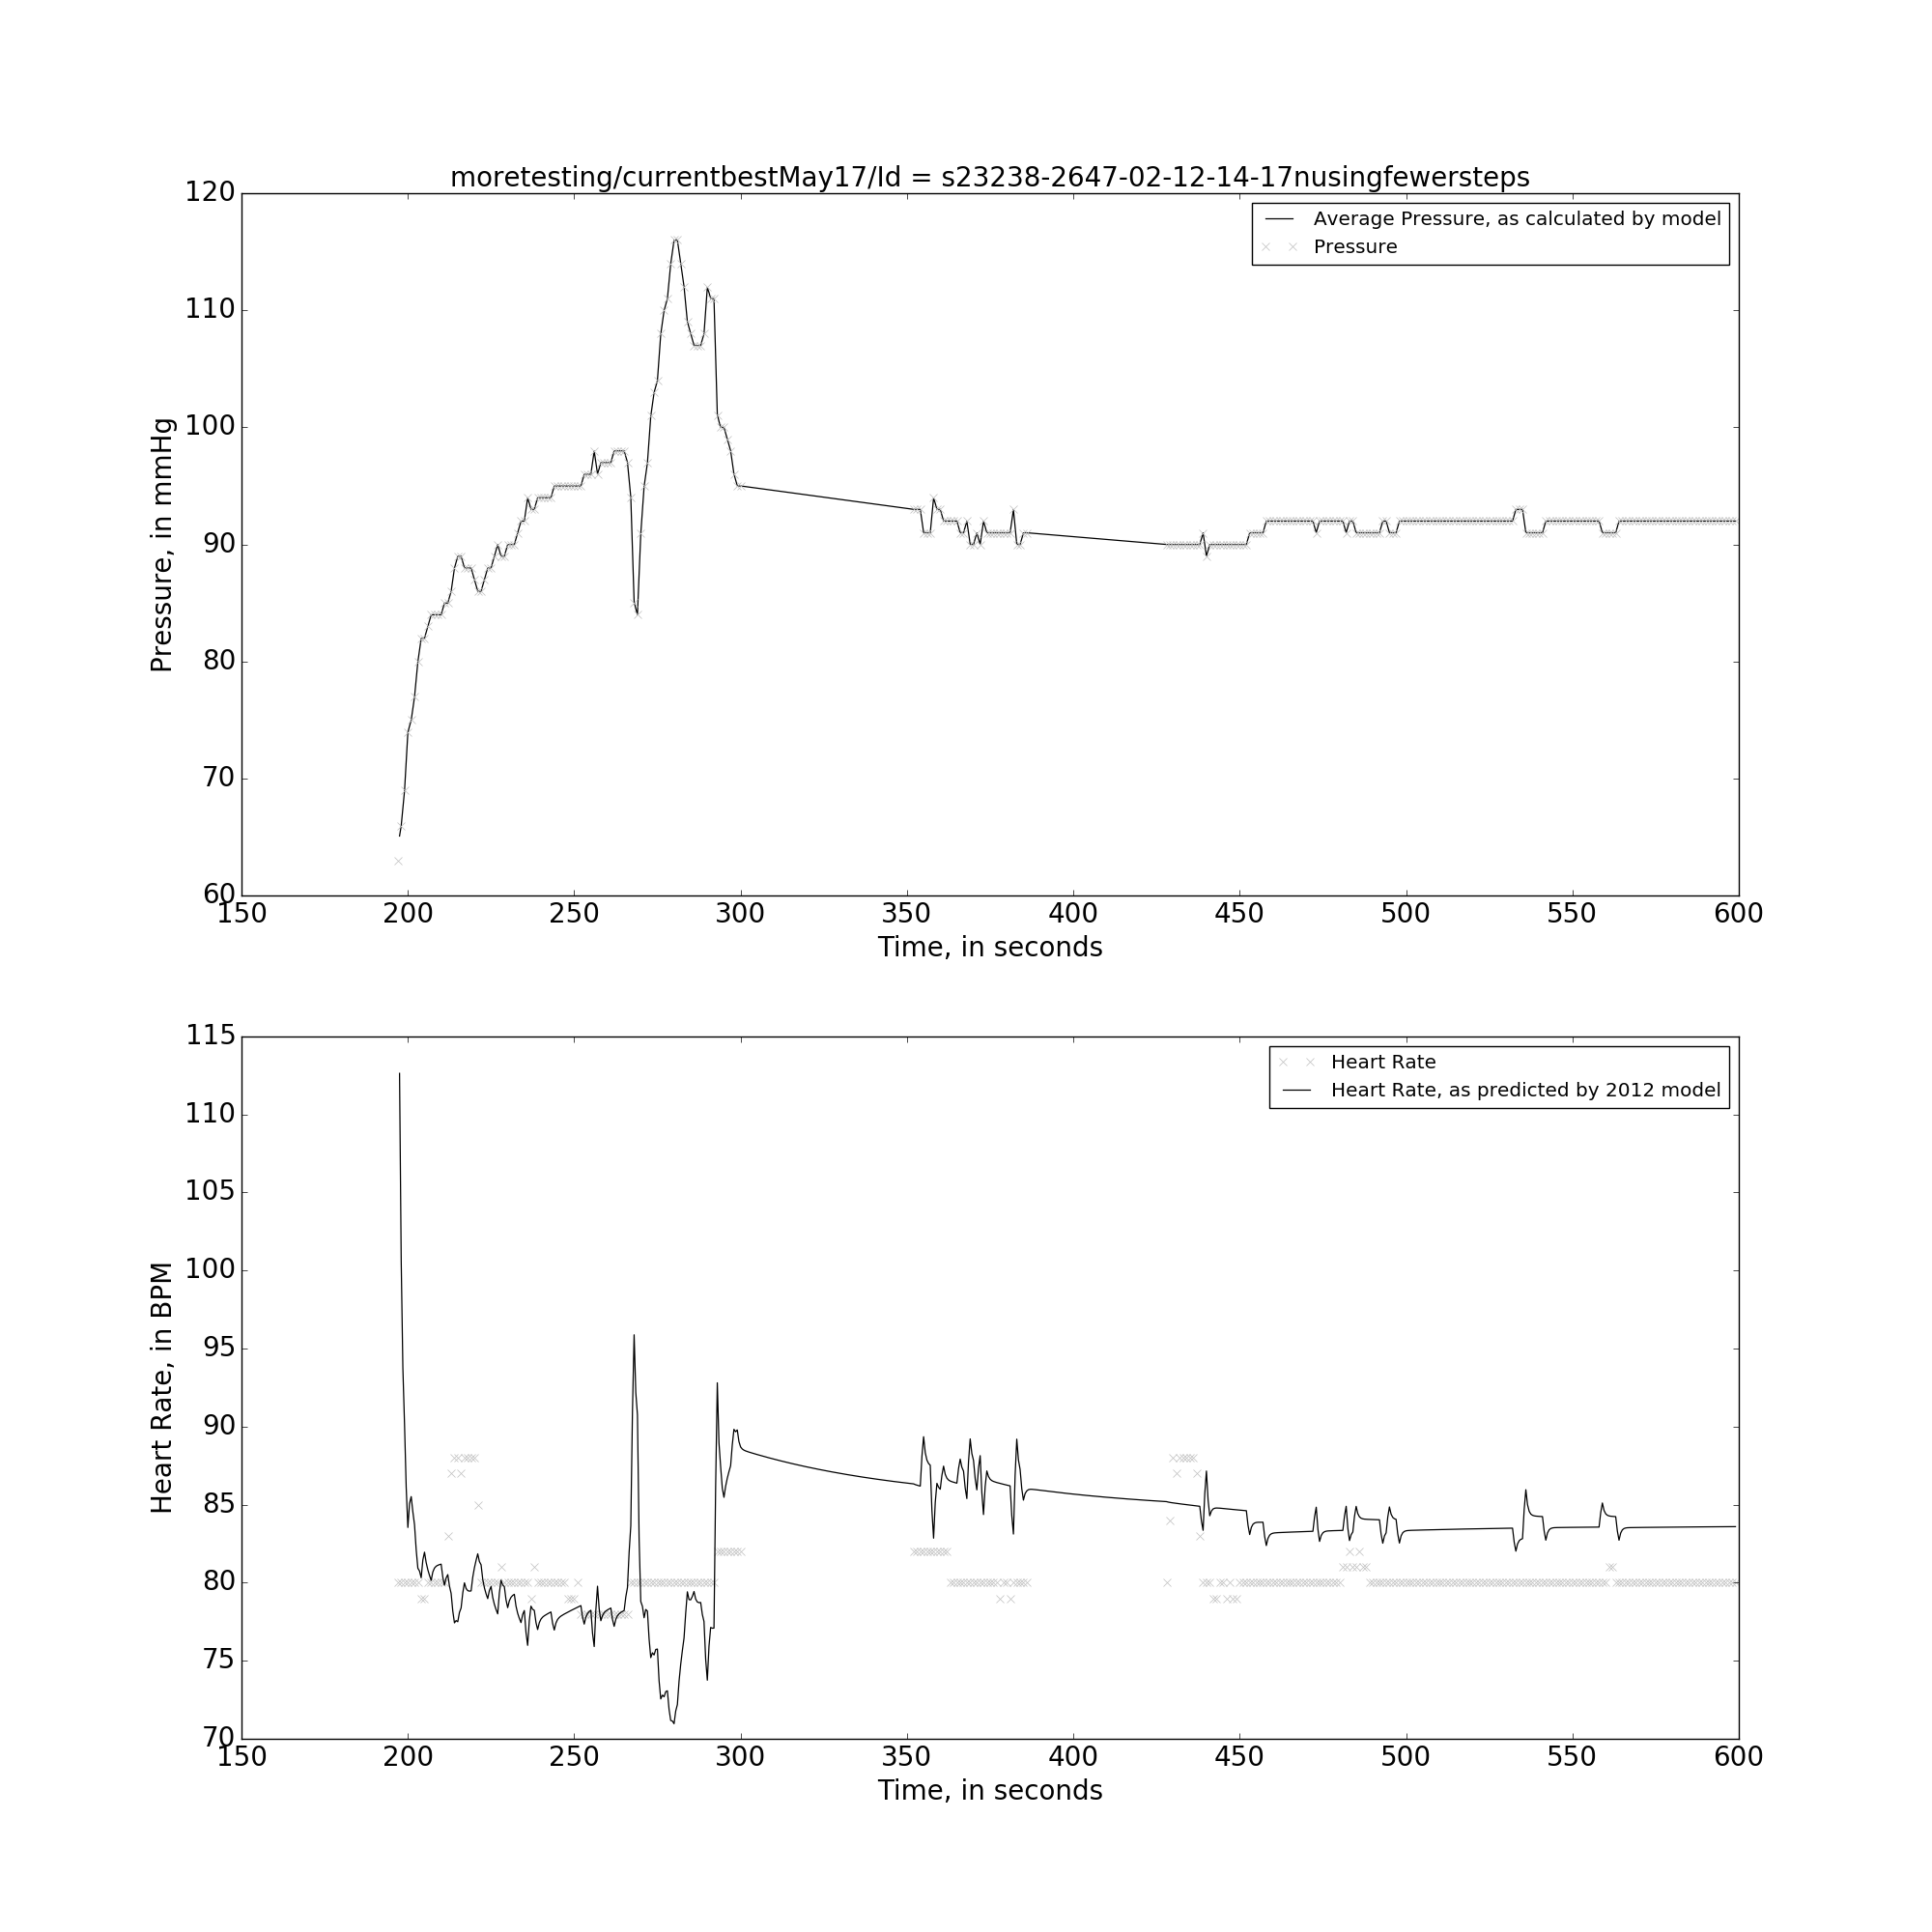 moretesting/currentbestMay17/Id = s23238-2647-02-12-14-17nusingfewersteps
120
110
100
90
80
70
60
Pressure, in mmHg
Average Pressure, as calculated by model
Pressure
150 200 250 300 350 400 450 500 550 600
Time, in seconds
115
110
105
100
95
90
85
80
75
70
Heart Rate, in BPM
Heart Rate
Heart Rate, as predicted by 2012 model
150 200 250 300 350 400 450 500 550 600
Time, in seconds